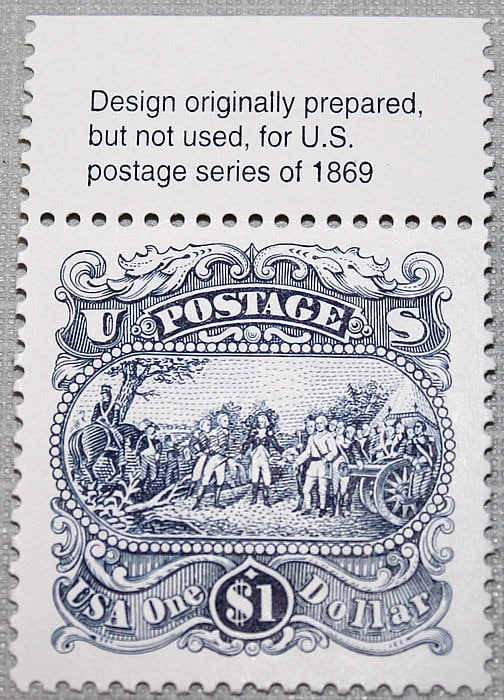 Design originally prepared,
but not used, for U.S.
postage series of 1869
U POSTAGE S
USA One $1 Dollar